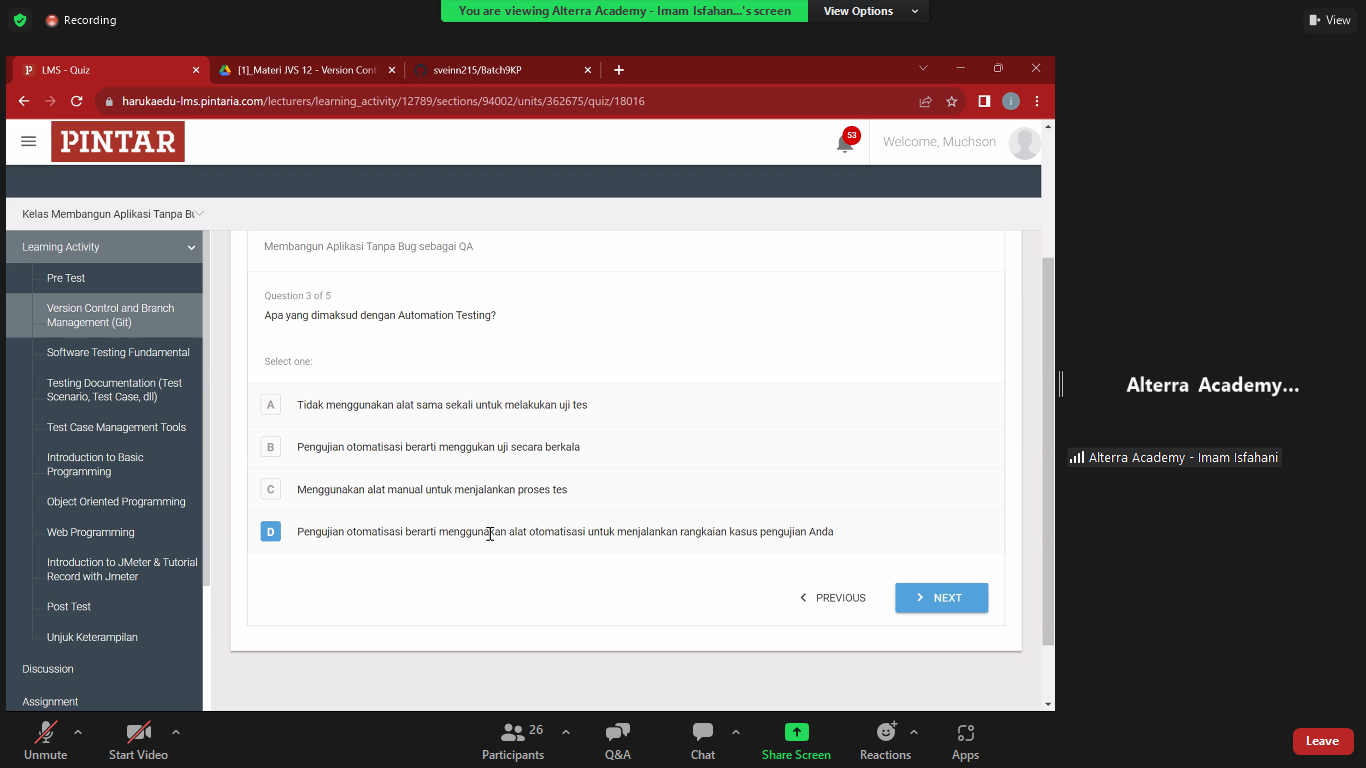 Recording
You are viewing Alterra Academy - Imam Isfahan...'s screen
View Options
View
LMS - Quiz
[1]_Materi JVS 12 - Version Cont
sveinn215/Batch9KP
harukaedu-lms.pintaria.com/lecturers/learning_activity/12789/sections/94002/units/362675/quiz/18016
i
PINTAR
53
Welcome, Muchson
Kelas Membangun Aplikasi Tanpa Bu
Learning Activity
Pre Test
Version Control and Branch
Management (Git)
Software Testing Fundamental
Testing Documentation (Test
Scenario, Test Case, dll)
Test Case Management Tools
Introduction to Basic
Programming
Object Oriented Programming
Web Programming
Introduction to JMeter & Tutorial
Record with Jmeter
Post Test
Unjuk Keterampilan
Discussion
Assignment
Membangun Aplikasi Tanpa Bug sebagai QA
Question 3 of 5
Apa yang dimaksud dengan Automation Testing?
Select one:
A Tidak menggunakan alat sama sekali untuk melakukan uji tes
B Pengujian otomatisasi berarti menggukan uji secara berkala
C Menggunakan alat manual untuk menjalankan proses tes
D Pengujian otomatisasi berarti menggunakan alat otomatisasi untuk menjalankan rangkaian kasus pengujian Anda
PREVIOUS
NEXT
Alterra Academy...
Alterra Academy - Imam Isfahani
Unmute
Start Video
26
Participants
Q&A
Chat
Share Screen
Reactions
Apps
Leave